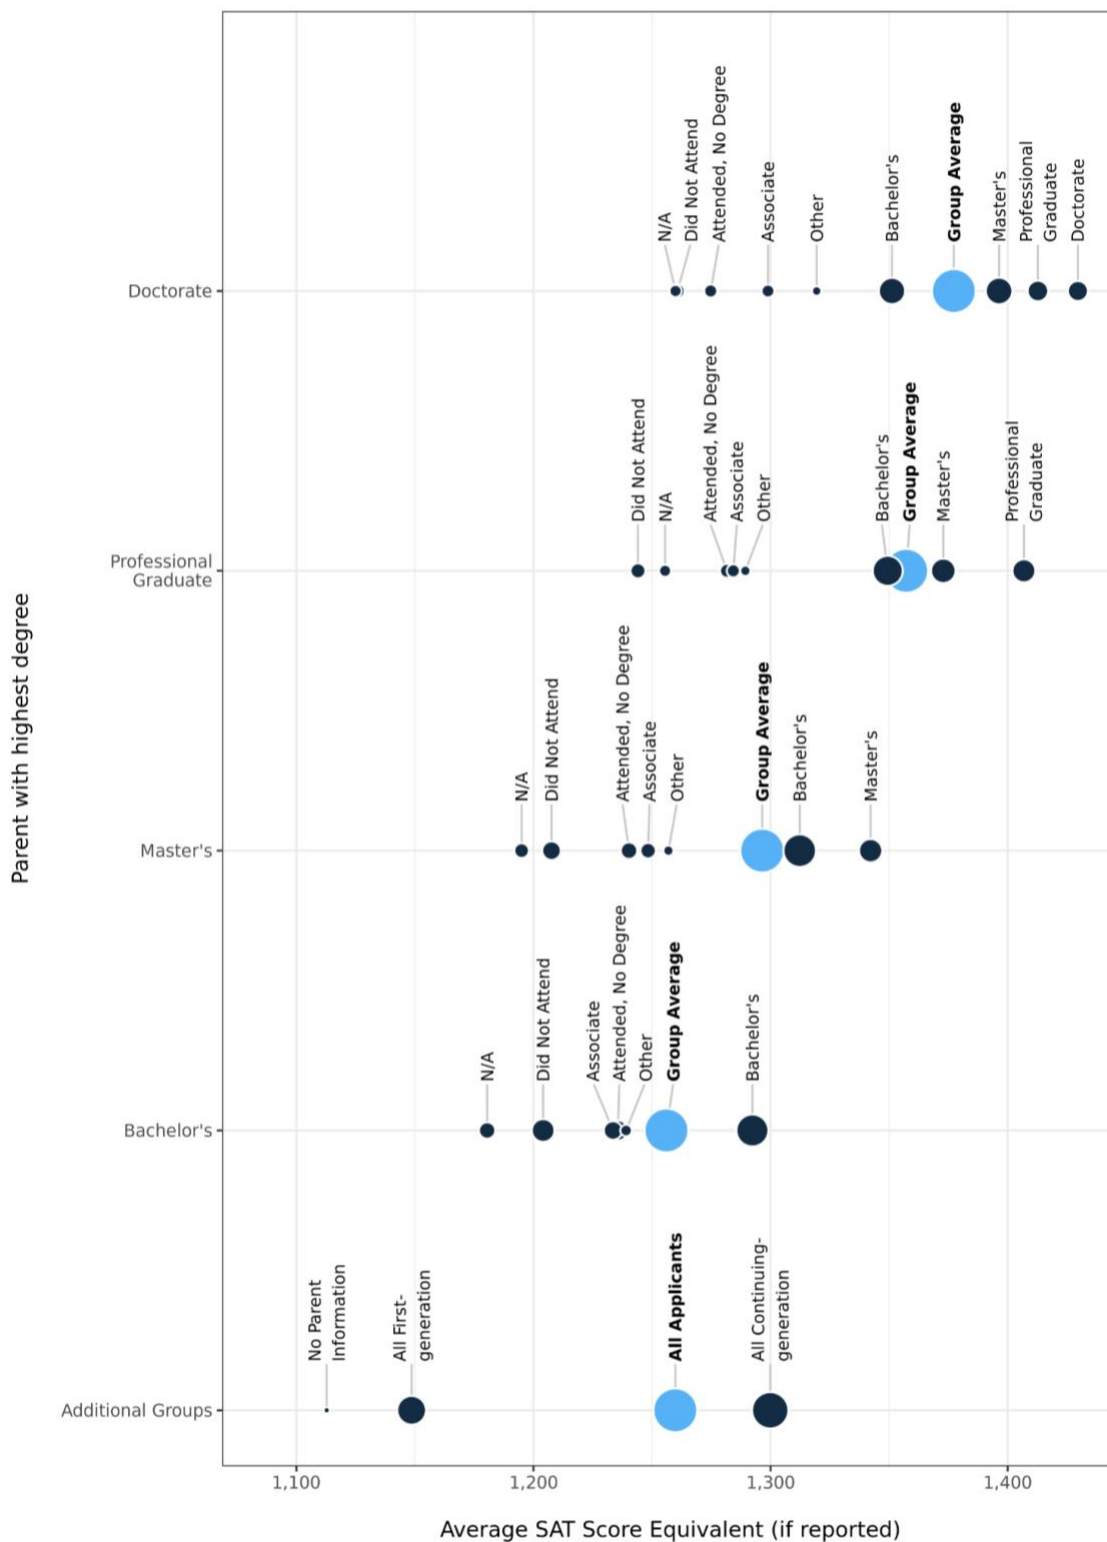 N/A
Did Not Attend
Attended, No Degree
Associate
Other
Bachelor's
Group Average
Master's
Professional
Graduate
Doctorate
Doctorate
Did Not Attend
N/A
Attended, No Degree
Associate
Other
Bachelor's
Group Average
Master's
Professional
Graduate
Professional
Graduate
N/A
Did Not Attend
Attended, No Degree
Associate
Other
Group Average
Bachelor's
Master's
Master's
N/A
Did Not Attend
Associate
Attended, No Degree
Other
Group Average
Bachelor's
Bachelor's
No Parent
Information
All First-
generation
All Applicants
All Continuing-
generation
Additional Groups
Parent with highest degree
1,100
1,200
1,300
1,400
Average SAT Score Equivalent (if reported)